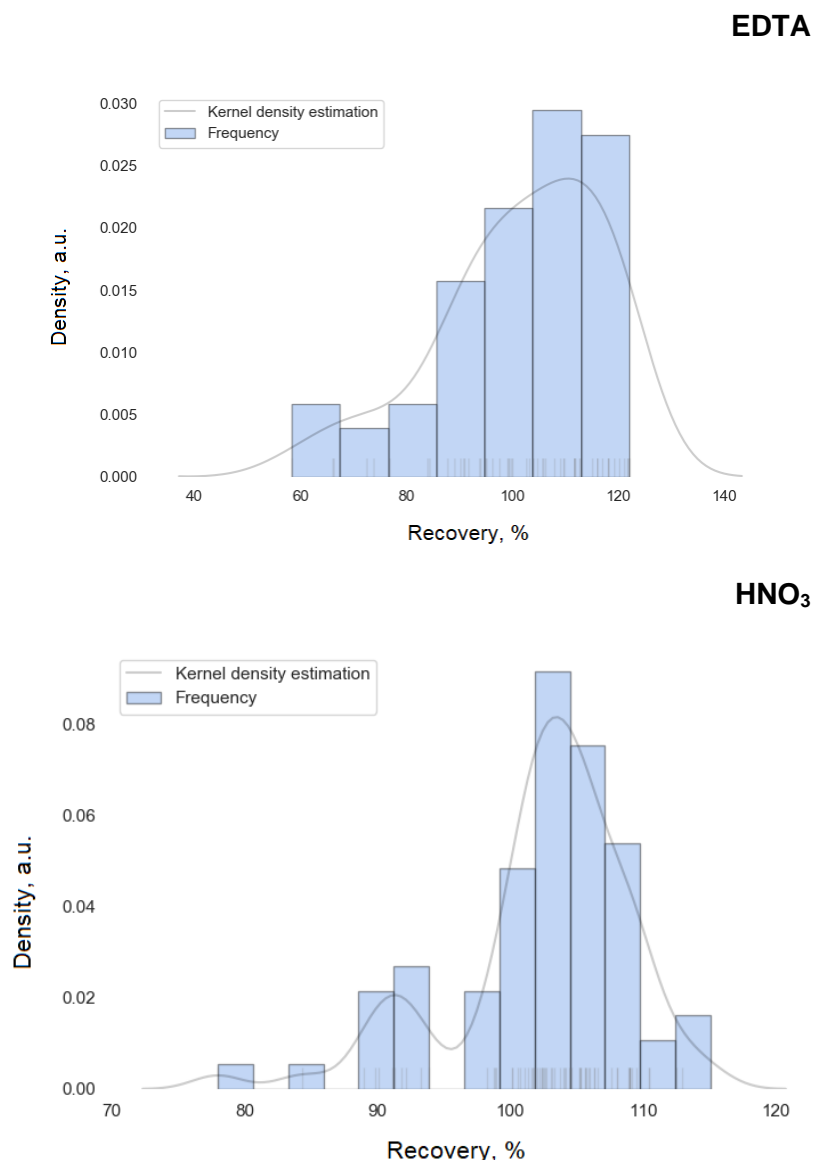 EDTA
Kernel density estimation
Frequency
0.030
0.025
0.020
0.015
0.010
0.005
0.000
Density, a.u.
40 60 80 100 120 140
Recovery, %
HNO₃
Kernel density estimation
Frequency
0.08
0.06
0.04
0.02
0.00
Density, a.u.
70 80 90 100 110 120
Recovery, %